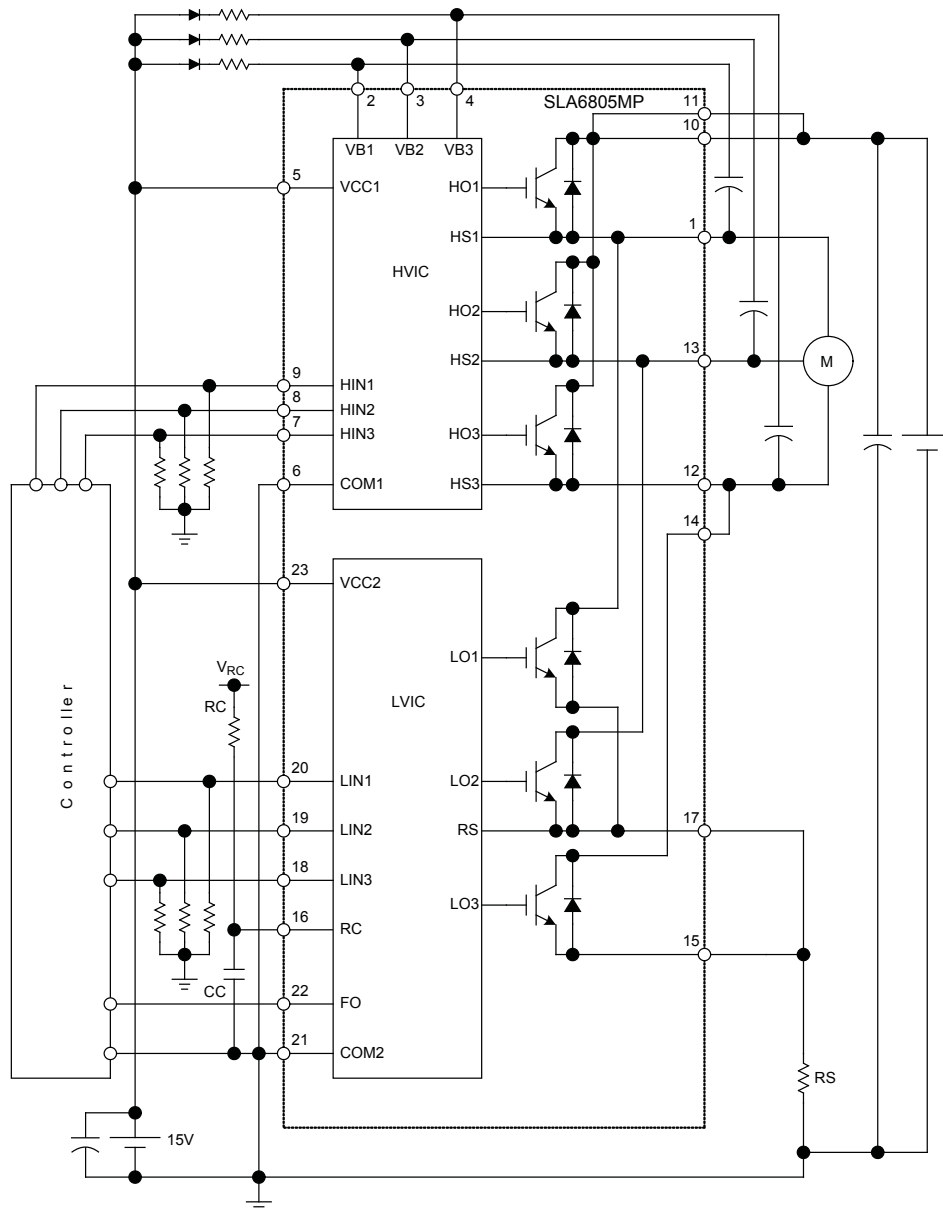 SLA6805MP
2
3
4
11
10
VB1 VB2 VB3
5
VCC1
HO1
HS1
1
HVIC
HO2
HS2
13
M
9
HIN1
8
HIN2
7
HIN3
HO3
6
COM1
HS3
12
14
23
VCC2
LO1
VRC
RC
LVIC
Controller
20
LIN1
LO2
19
LIN2
RS
17
18
LIN3
LO3
16
RC
15
CC
22
FO
21
COM2
RS
15V